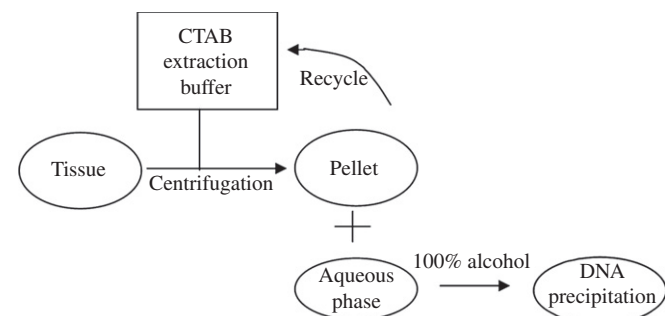 CTAB
extraction
buffer
Recycle
Tissue
Centrifugation
Pellet
Aqueous
phase
100% alcohol
DNA
precipitation